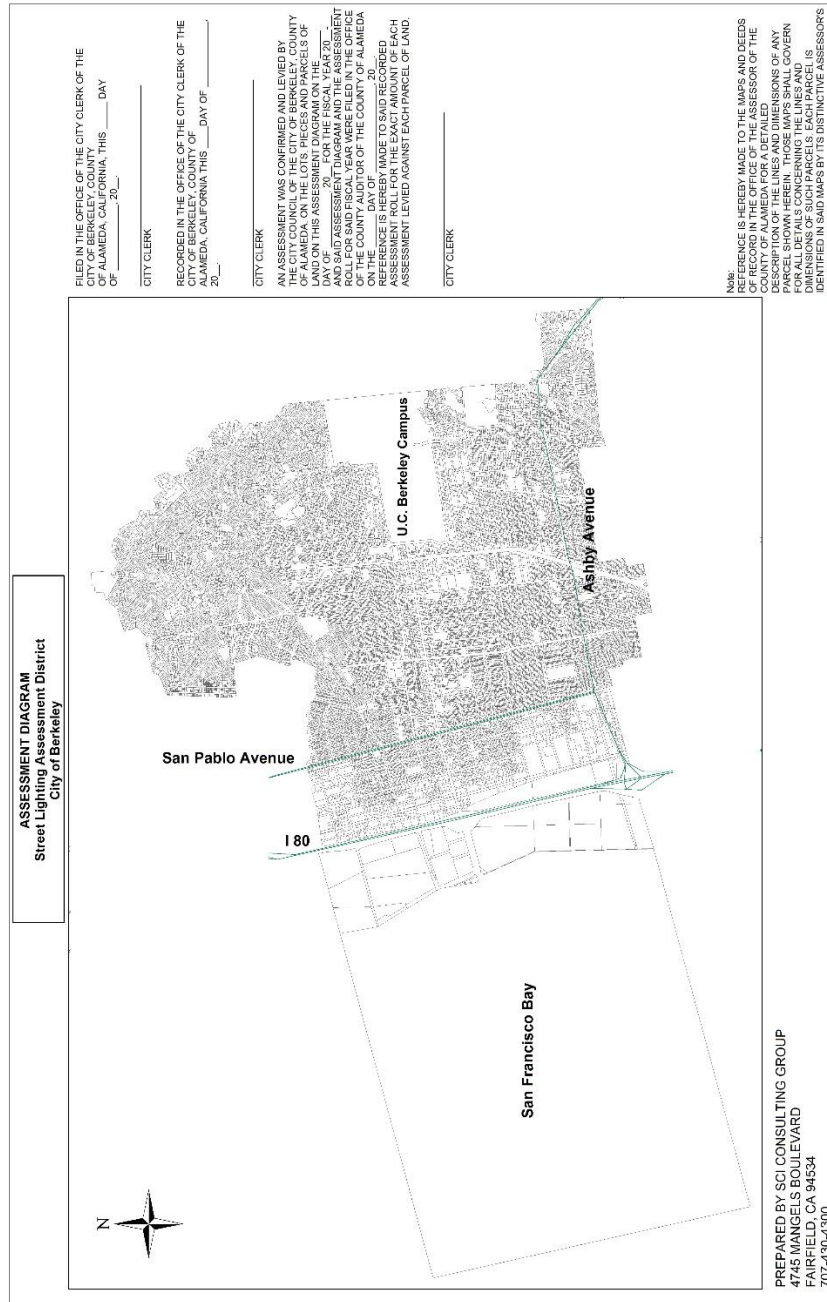 ASSESSMENT DIAGRAM
Street Lighting Assessment District
City of Berkeley
N
San Pablo Avenue
I 80
U.C. Berkeley Campus
Ashby Avenue
San Francisco Bay
PREPARED BY SCI CONSULTING GROUP
4745 MANGELS BOULEVARD
FAIRFIELD, CA 94534
707-430-4300
FILED IN THE OFFICE OF THE CITY CLERK OF THE
CITY OF BERKELEY, COUNTY
OF ALAMEDA, CALIFORNIA, THIS ____ DAY
OF ________, 20__.
CITY CLERK
RECORDED IN THE OFFICE OF THE CITY CLERK OF THE
CITY OF BERKELEY, COUNTY OF
ALAMEDA, CALIFORNIA THIS ___ DAY OF ________,
20__.
CITY CLERK
AN ASSESSMENT WAS CONFIRMED AND LEVIED BY
THE CITY COUNCIL OF THE CITY OF BERKELEY, COUNTY
OF ALAMEDA, ON THE LOTS, PIECES AND PARCELS OF
LAND ON THIS ASSESSMENT DIAGRAM ON THE ____
DAY OF ____, 20__ FOR THE FISCAL YEAR 20__-__
AND SAID ASSESSMENT DIAGRAM AND THE ASSESSMENT
ROLL FOR SAID FISCAL YEAR WERE FILED IN THE OFFICE
OF THE COUNTY AUDITOR OF THE COUNTY OF ALAMEDA
ON THE ____ DAY OF ________, 20__.
REFERENCE IS HEREBY MADE TO SAID RECORDED
ASSESSMENT ROLL FOR THE EXACT AMOUNT OF EACH
ASSESSMENT LEVIED AGAINST EACH PARCEL OF LAND.
CITY CLERK
Note:
REFERENCE IS HEREBY MADE TO THE MAPS AND DEEDS
OF RECORD IN THE OFFICE OF THE ASSESSOR OF THE
COUNTY OF ALAMEDA FOR A DETAILED
DESCRIPTION OF THE LINES AND DIMENSIONS OF ANY
PARCEL SHOWN HEREIN. THOSE MAPS SHALL GOVERN
FOR ALL DETAILS CONCERNING THE LINES AND
DIMENSIONS OF SUCH PARCELS. EACH PARCEL IS
IDENTIFIED IN SAID MAPS BY ITS DISTINCTIVE ASSESSOR'S